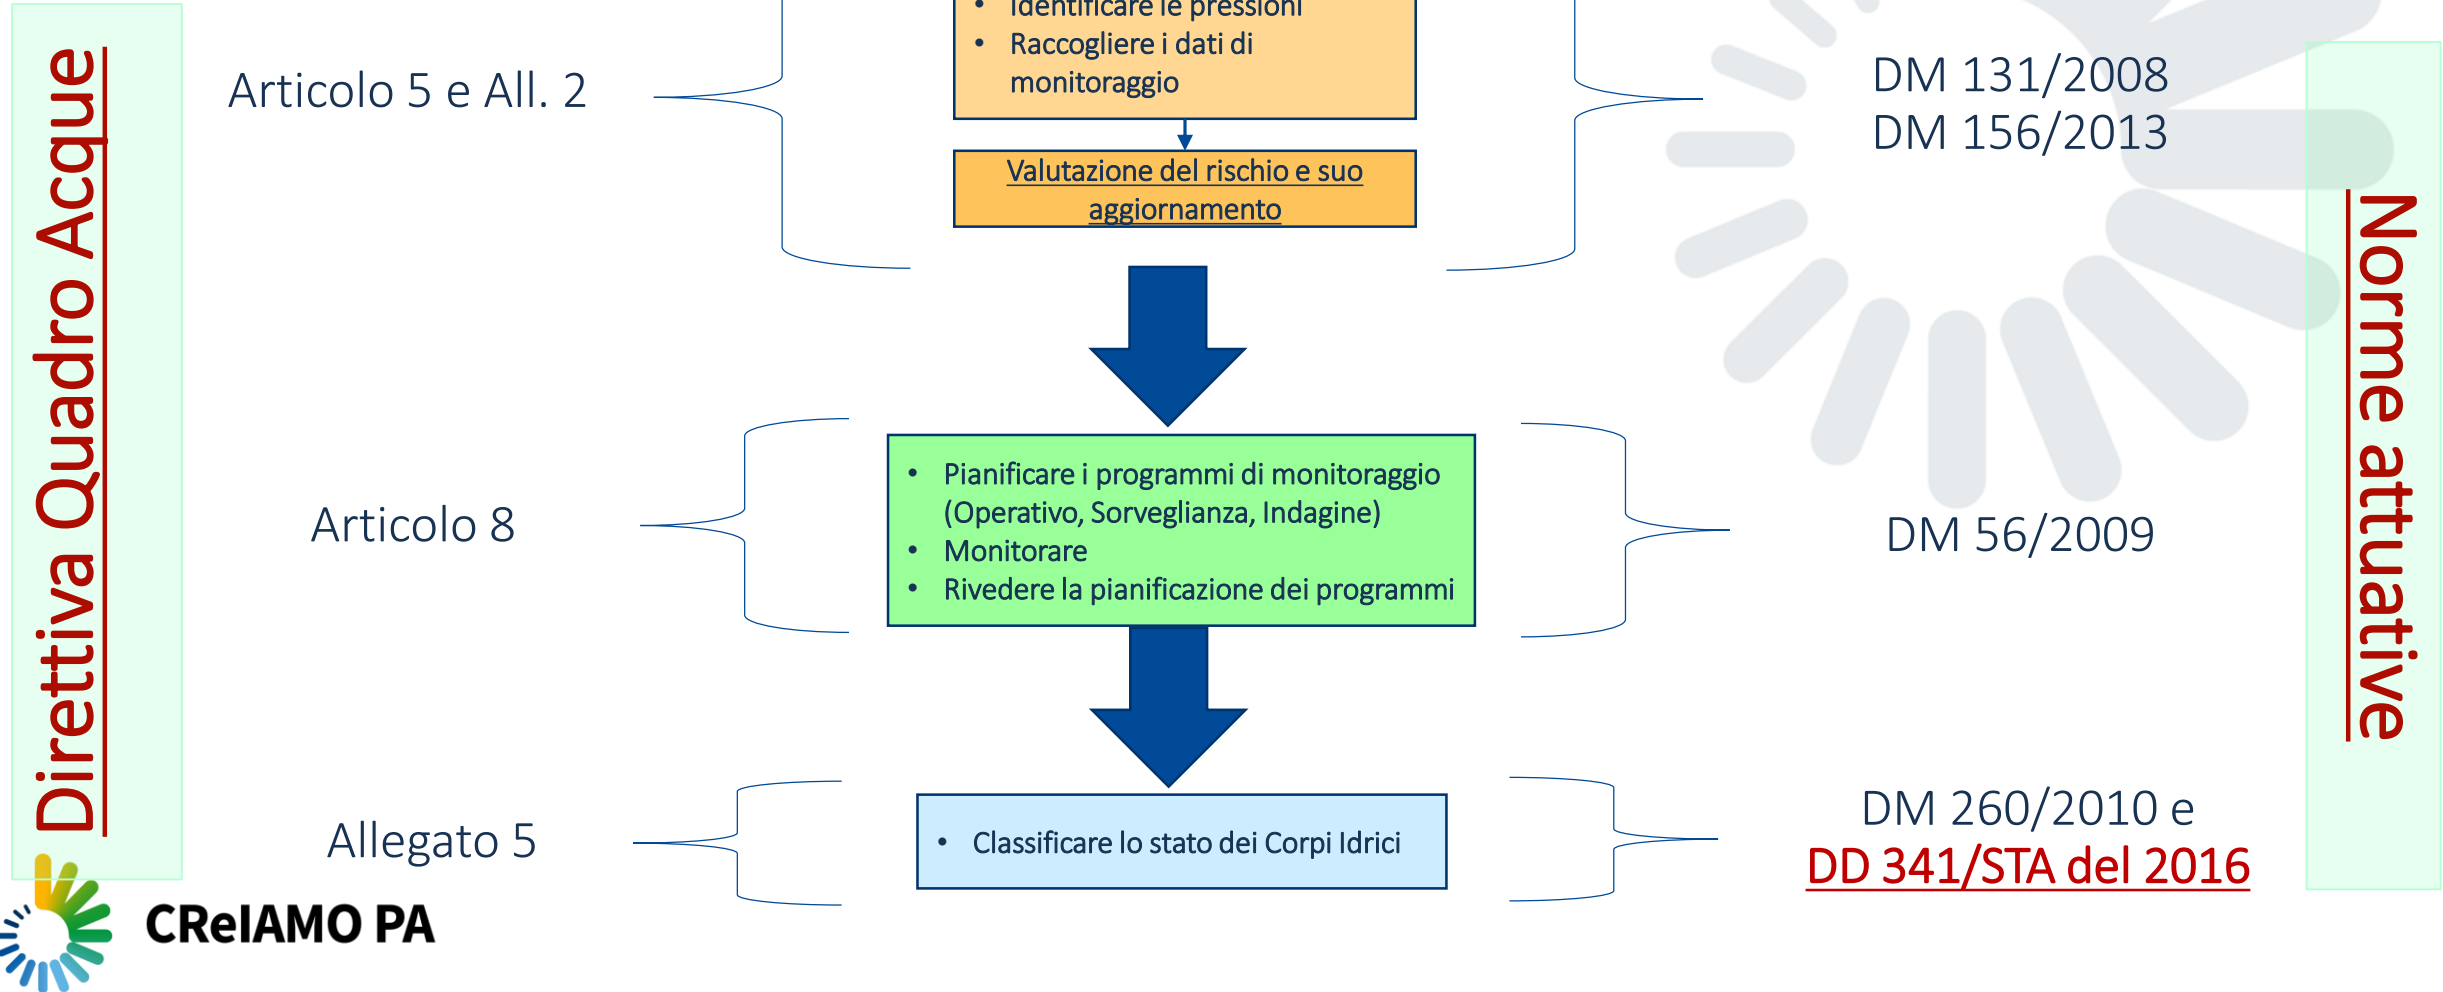 Direttiva Quadro Acque
Articolo 5 e All. 2
• Identificare le pressioni
• Raccogliere i dati di
monitoraggio
Valutazione del rischio e suo
aggiornamento
DM 131/2008
DM 156/2013
Norme attuative
Articolo 8
• Pianificare i programmi di monitoraggio
(Operativo, Sorveglianza, Indagine)
• Monitorare
• Rivedere la pianificazione dei programmi
DM 56/2009
Allegato 5
• Classificare lo stato dei Corpi Idrici
DM 260/2010 e
DD 341/STA del 2016
CReIAMO PA